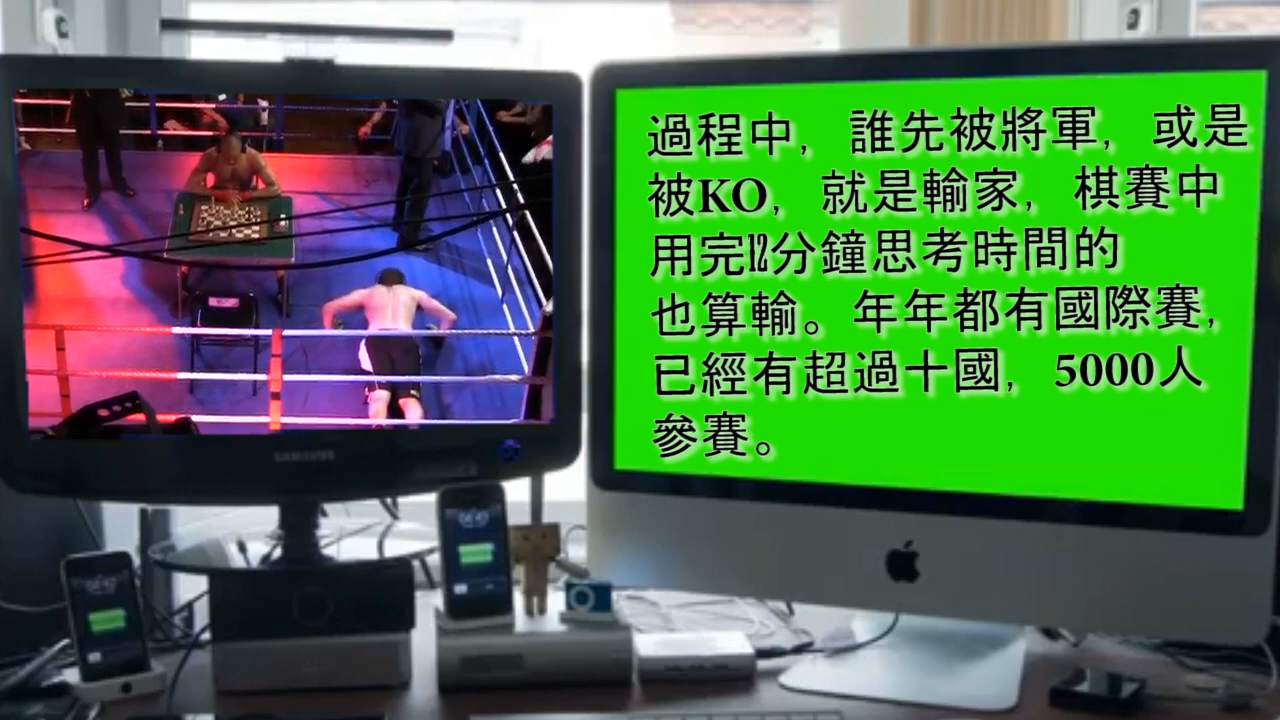 過程中，誰先被將軍，或是
被KO，就是輸家，棋賽中
用完12分鐘思考時間的
也算輸。年年都有國際賽，
已經有超過十國，5000人
參賽。
SAMSUNG